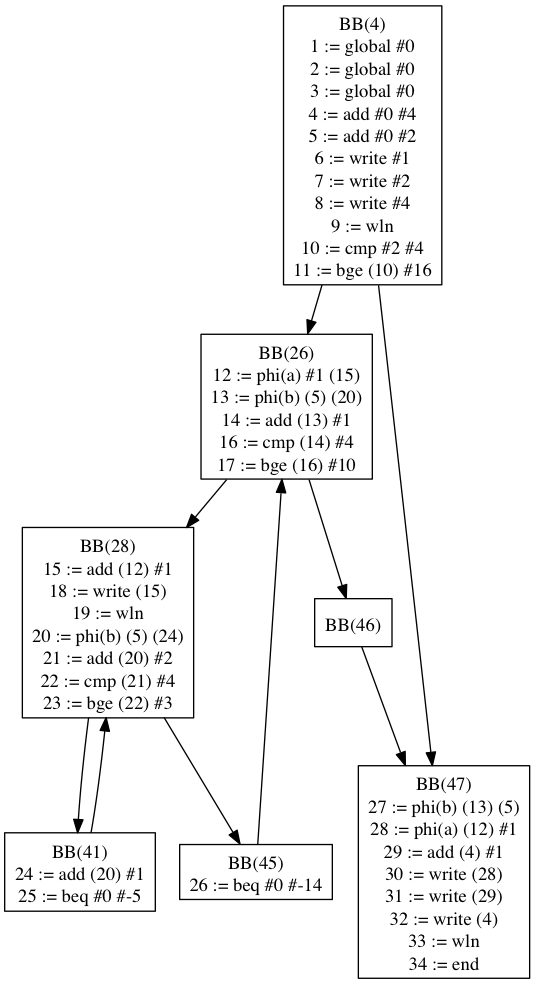 BB(4)
1 := global #0
2 := global #0
3 := global #0
4 := add #0 #4
5 := add #0 #2
6 := write #1
7 := write #2
8 := write #4
9 := wln
10 := cmp #2 #4
11 := bge (10) #16
BB(26)
12 := phi(a) #1 (15)
13 := phi(b) (5) (20)
14 := add (13) #1
16 := cmp (14) #4
17 := bge (16) #10
BB(28)
15 := add (12) #1
18 := write (15)
19 := wln
20 := phi(b) (5) (24)
21 := add (20) #2
22 := cmp (21) #4
23 := bge (22) #3
BB(46)
BB(41)
24 := add (20) #1
25 := beq #0 #-5
BB(45)
26 := beq #0 #-14
BB(47)
27 := phi(b) (13) (5)
28 := phi(a) (12) #1
29 := add (4) #1
30 := write (28)
31 := write (29)
32 := write (4)
33 := wln
34 := end